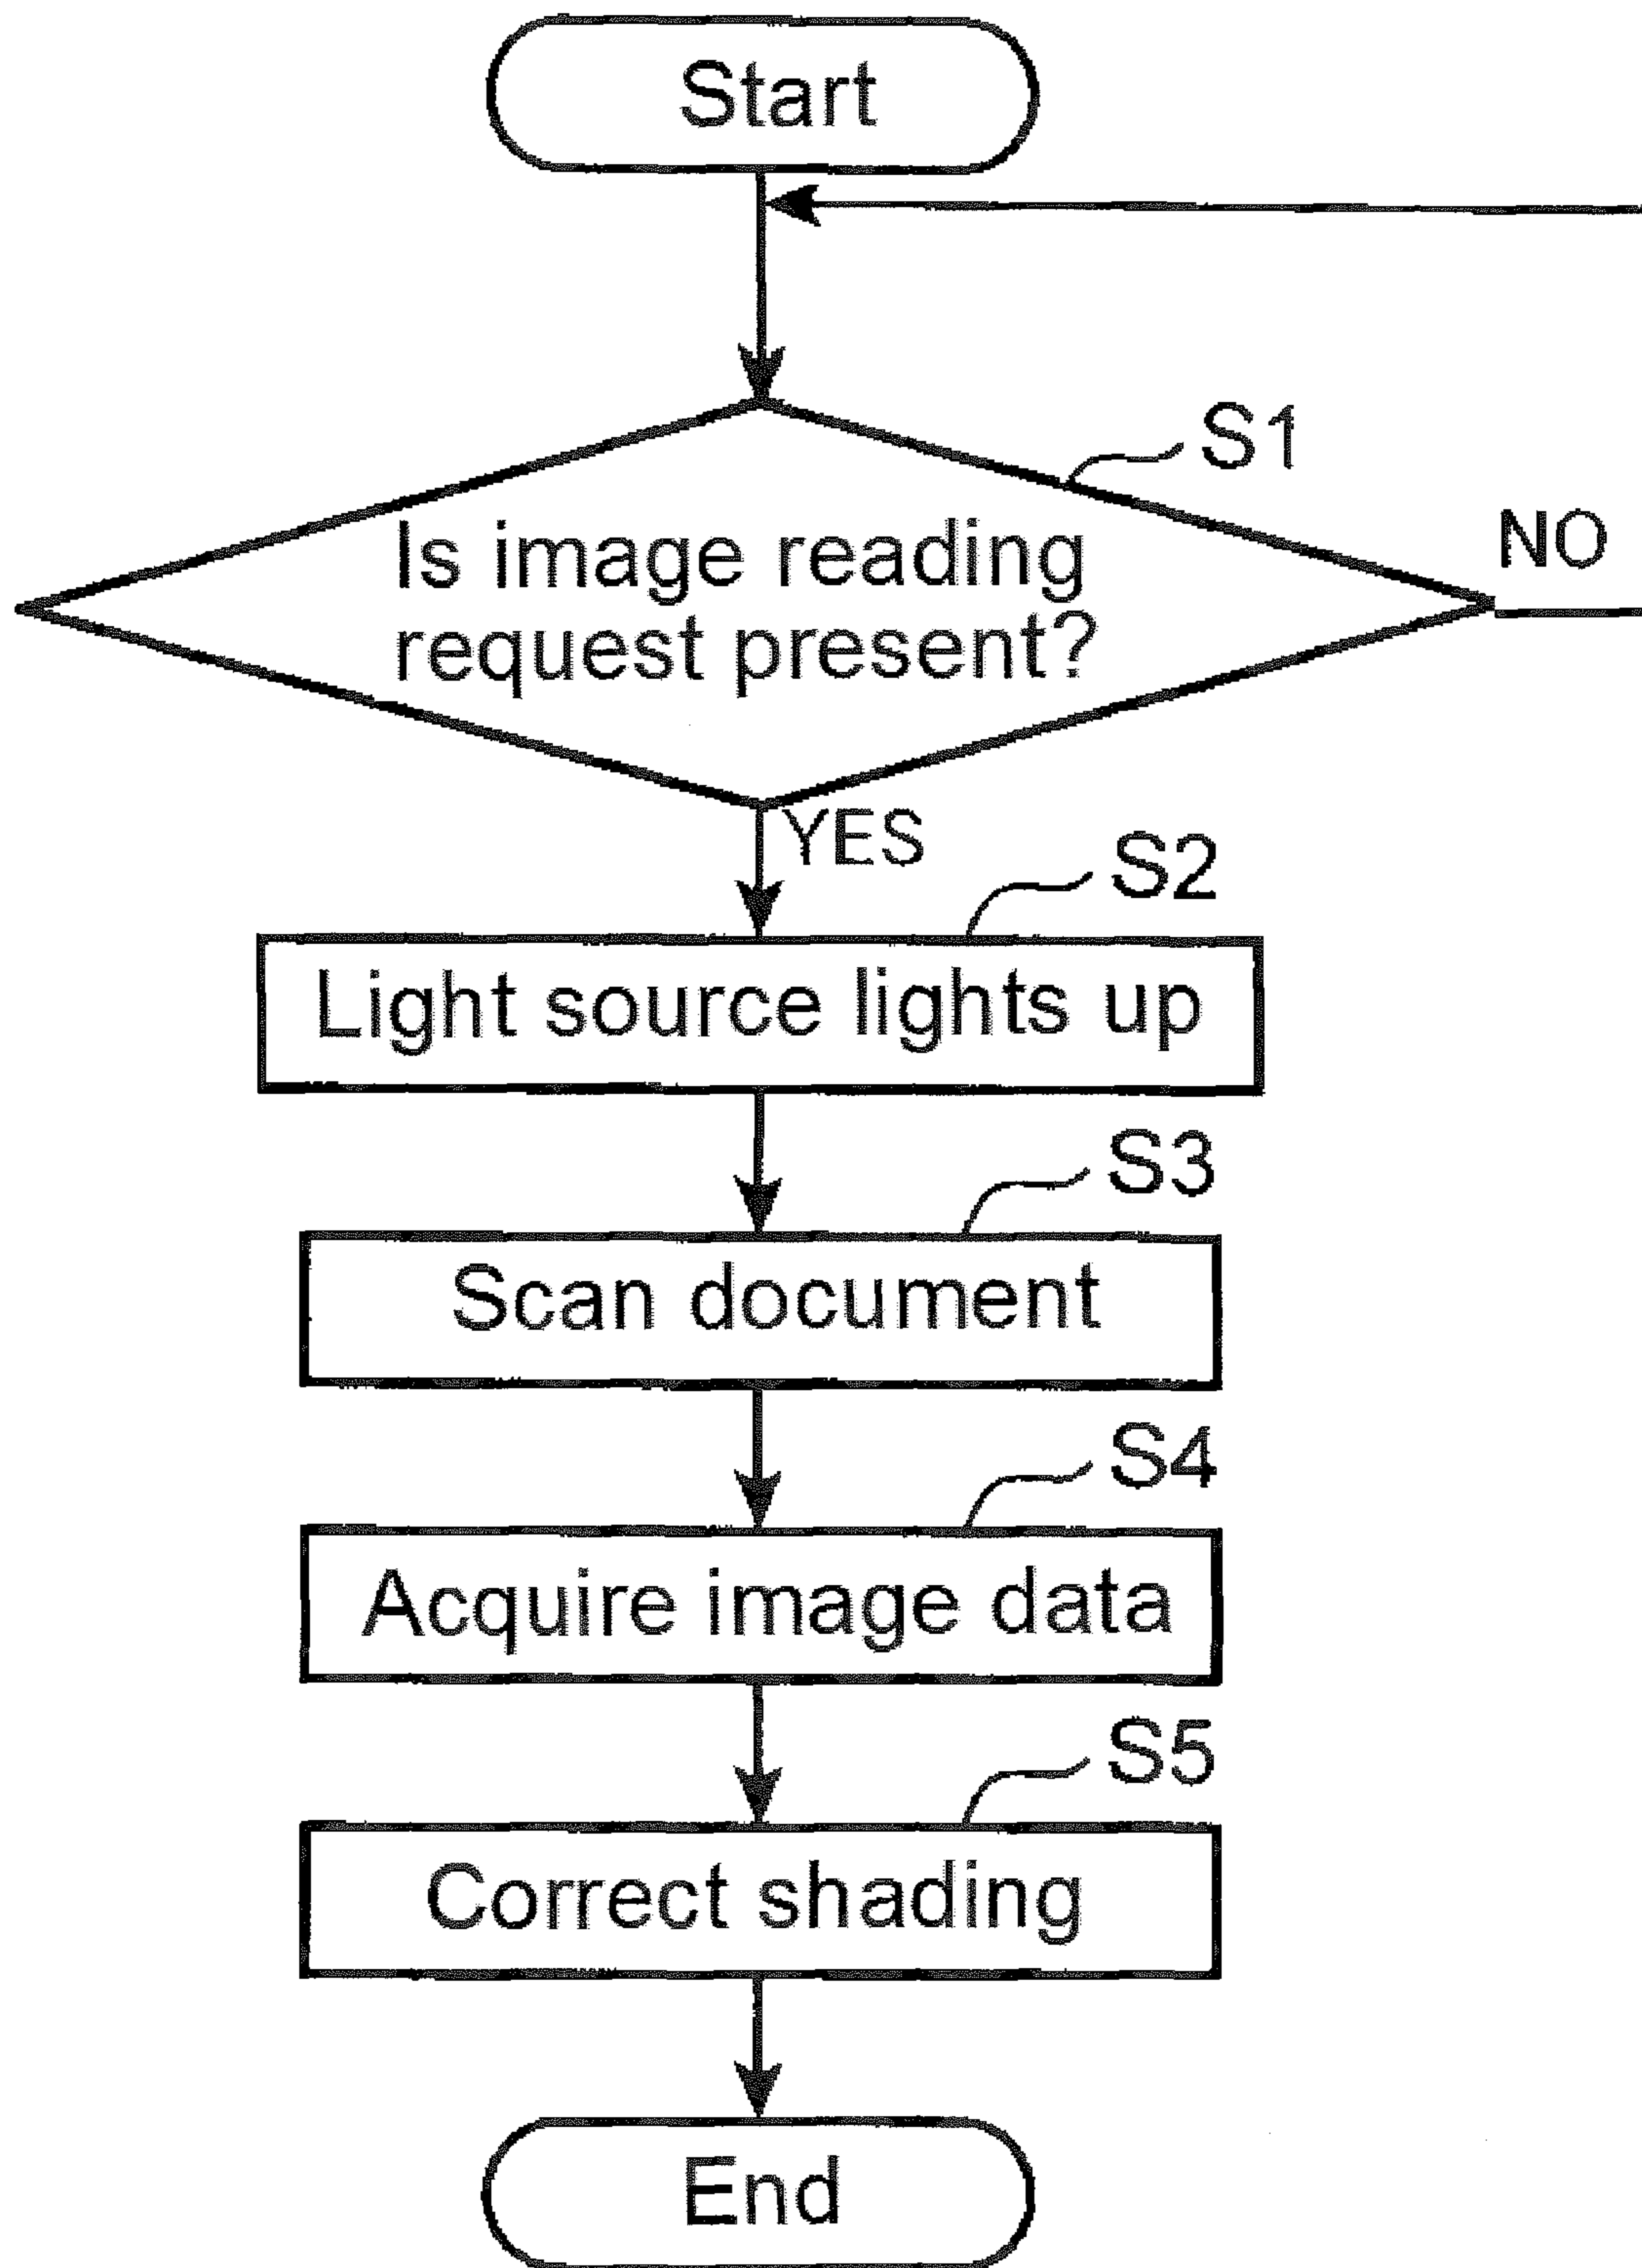 Start
S1
Is image reading
request present?
NO
YES
S2
Light source lights up
S3
Scan document
S4
Acquire image data
S5
Correct shading
End